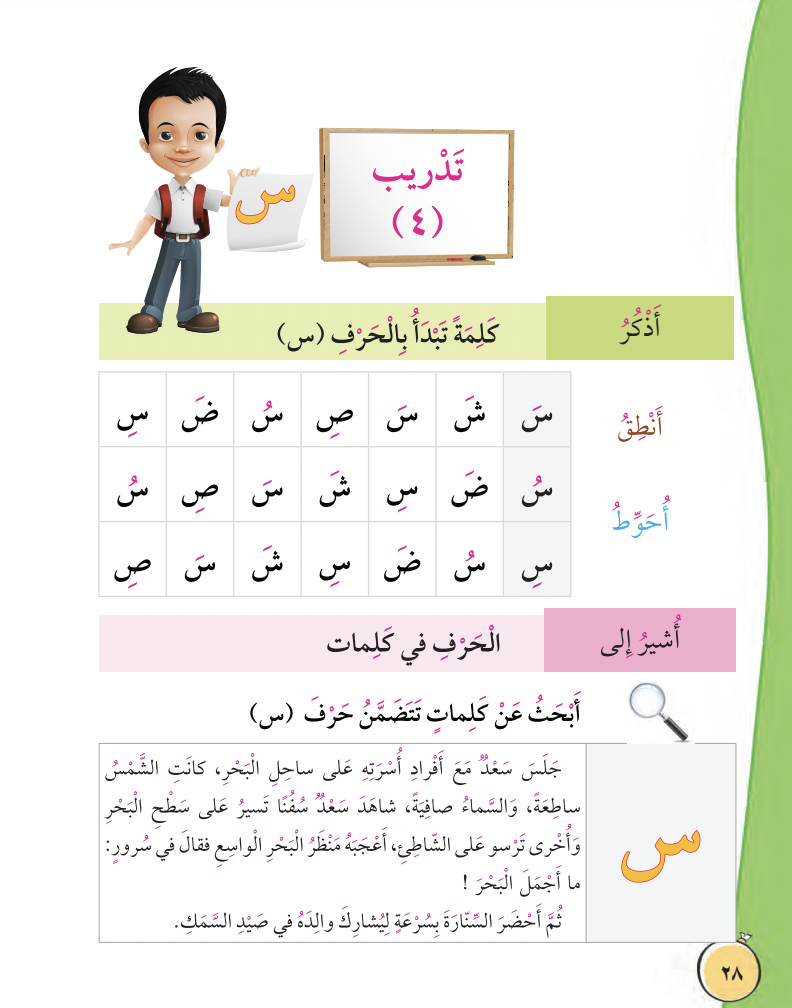 س
تَدْريب
(٤)
أَذْكُرُ
كَلِمَةً تَبْدَأُ بِالْحَرْفِ (س)
أَنْطِقُ
أُحَوِّطُ
سَ شَ سَ صِ سُ ضَ سِ
سُ ضَ سِ شَ سَ صِ سُ
سِ سُ ضَ سِ شَ سَ صِ
أُشيرُ إِلى
الْحَرْفِ في كَلِمات
أَبْحَثُ عَنْ كَلِماتٍ تَتَضَمَّنُ حَرْفَ (س)
س
جَلَسَ سَعْدٌ مَعَ أَفْرادِ أُسْرَتِهِ عَلى ساحِلِ الْبَحْرِ، كانَتِ الشَّمْسُ
ساطِعَةً، وَالسَّماءُ صافِيَةً، شاهَدَ سَعْدٌ سُفُنًا تَسيرُ عَلى سَطْحِ الْبَحْرِ
وَأُخْرى تَرْسو عَلى الشّاطِئِ، أَعْجَبَهُ مَنْظَرُ الْبَحْرِ الْواسِعِ فقالَ في سُرورٍ:
ما أَجْمَلَ الْبَحْرَ !
ثُمَّ أَحْضَرَ السِّنّارَةَ بِسُرْعَةٍ لِيُشارِكَ والِدَهُ في صَيْدِ السَّمَكِ.
٢٨